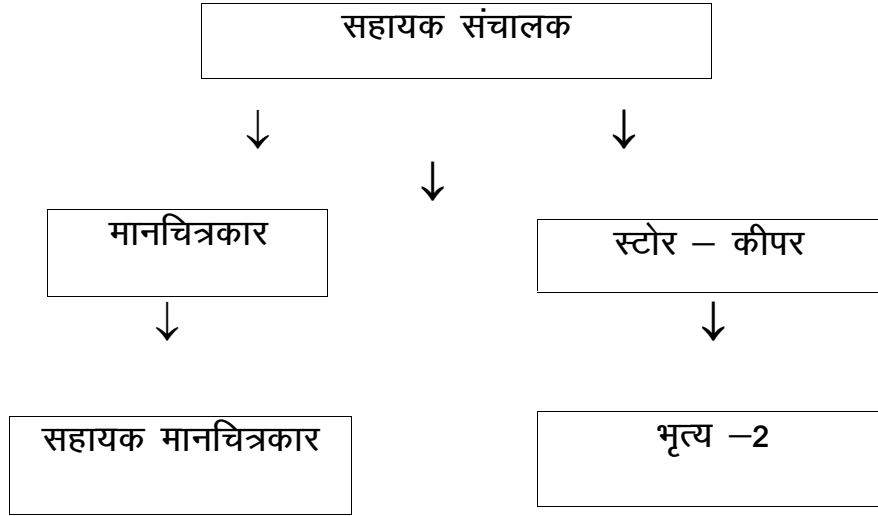 सहायक संचालक
मानचित्रकार
स्टोर – कीपर
सहायक मानचित्रकार
भृत्य –2